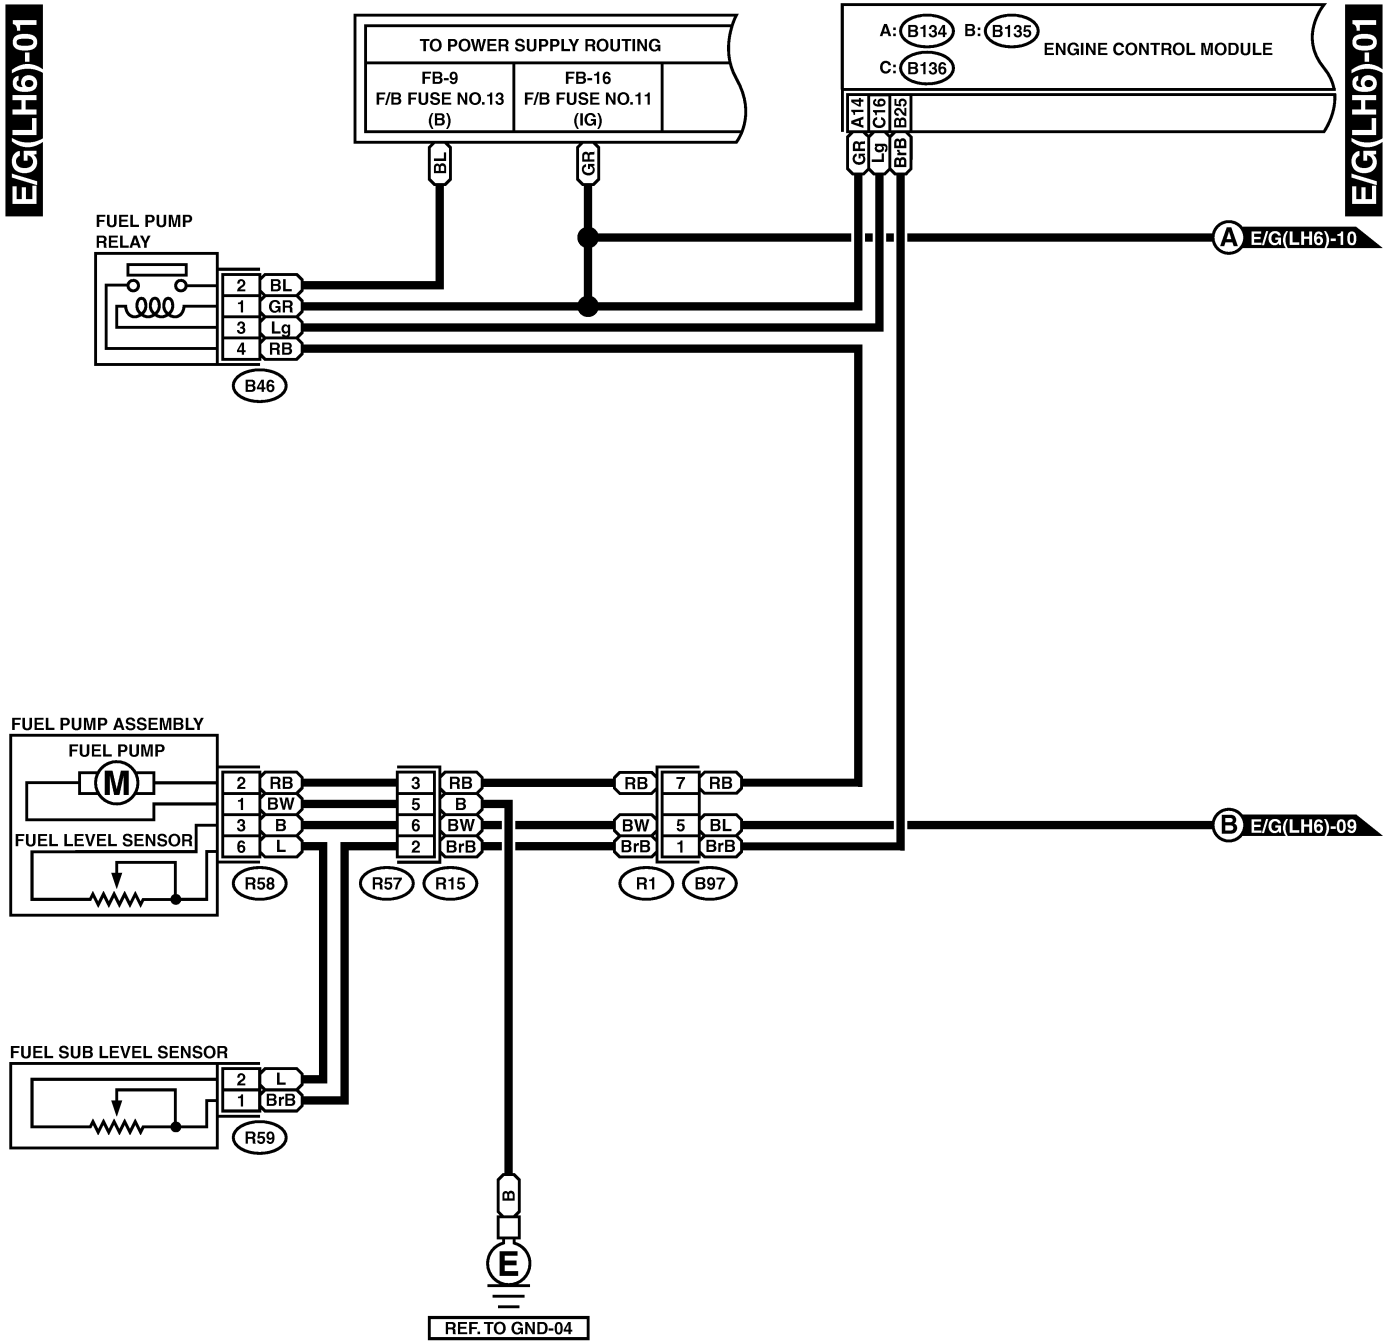 E/G(LH6)-01
E/G(LH6)-01
TO POWER SUPPLY ROUTING
FB-9
F/B FUSE NO.13
(B)
FB-16
F/B FUSE NO.11
(IG)
A: B134 B: B135
C: B136
ENGINE CONTROL MODULE
A14 C16 B25
BL
GR
GR Lg BrB
A E/G(LH6)-10
FUEL PUMP
RELAY
2 BL
1 GR
3 Lg
4 RB
B46
FUEL PUMP ASSEMBLY
FUEL PUMP
M
FUEL LEVEL SENSOR
2 RB 3 RB RB 7 RB
1 BW 5 B
3 B 6 BW BW 5 BL
B E/G(LH6)-09
6 L 2 BrB BrB 1 BrB
R58 R57 R15 R1 B97
FUEL SUB LEVEL SENSOR
2 L
1 BrB
R59
B
E
REF. TO GND-04